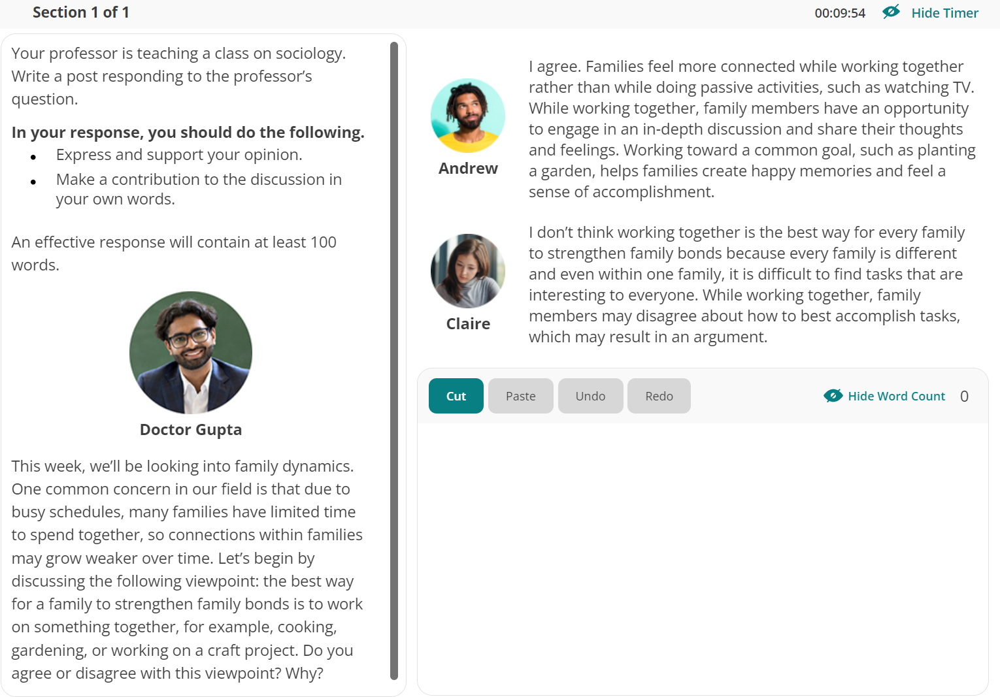 Section 1 of 1
00:09:54
Hide Timer
Your professor is teaching a class on sociology.
Write a post responding to the professor’s
question.
In your response, you should do the following.
• Express and support your opinion.
• Make a contribution to the discussion in
your own words.
An effective response will contain at least 100
words.
Doctor Gupta
This week, we’ll be looking into family dynamics.
One common concern in our field is that due to
busy schedules, many families have limited time
to spend together, so connections within families
may grow weaker over time. Let’s begin by
discussing the following viewpoint: the best way
for a family to strengthen family bonds is to work
on something together, for example, cooking,
gardening, or working on a craft project. Do you
agree or disagree with this viewpoint? Why?
Andrew
I agree. Families feel more connected while working together
rather than while doing passive activities, such as watching TV.
While working together, family members have an opportunity
to engage in an in-depth discussion and share their thoughts
and feelings. Working toward a common goal, such as planting
a garden, helps families create happy memories and feel a
sense of accomplishment.
Claire
I don’t think working together is the best way for every family
to strengthen family bonds because every family is different
and even within one family, it is difficult to find tasks that are
interesting to everyone. While working together, family
members may disagree about how to best accomplish tasks,
which may result in an argument.
Cut
Paste
Undo
Redo
Hide Word Count
0